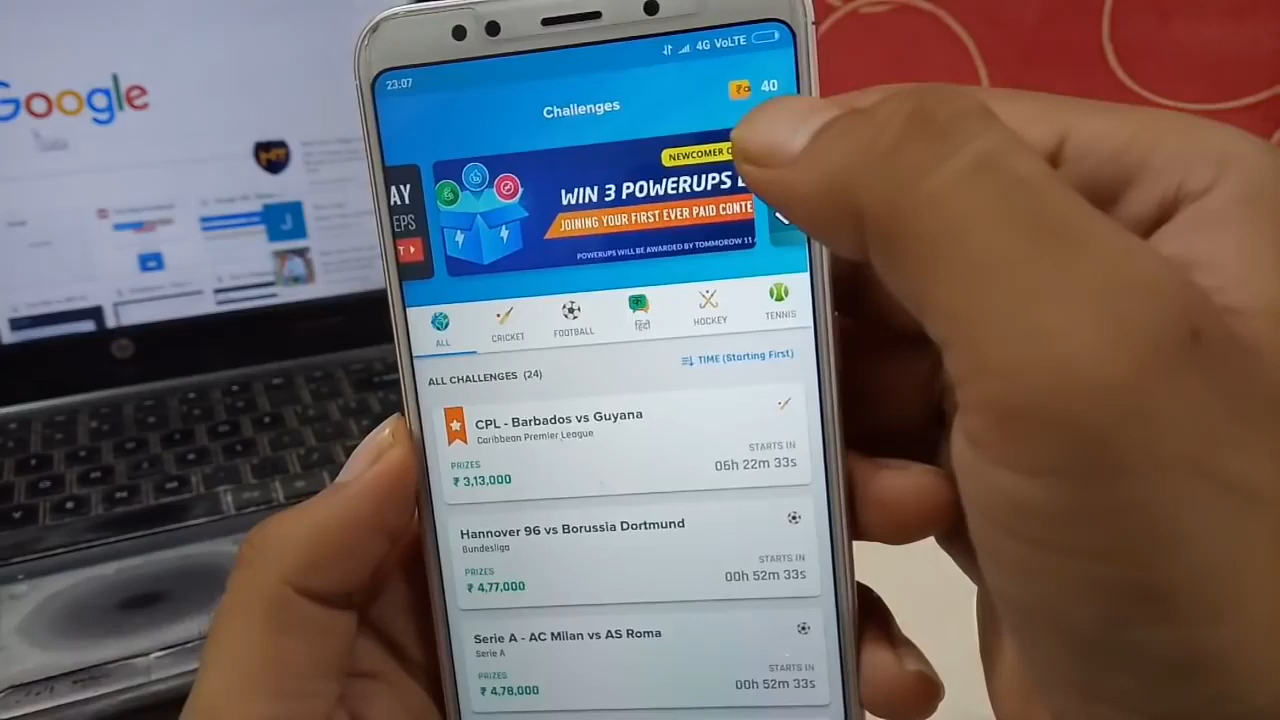 Google
23:07
4G VoLTE
Challenges
40
AY
EPS
NEWCOMER
WIN 3 POWERUPS
JOINING YOUR FIRST EVER PAID CONTE
POWERUPS WILL BE AWARDED BY TOMMOROW 11
ALL
CRICKET
FOOTBALL
हिंदी
HOCKEY
TENNIS
ALL CHALLENGES (24)
TIME (Starting First)
CPL - Barbados vs Guyana
Caribbean Premier League
PRIZES
STARTS IN
₹ 3,13,000
06h 22m 33s
Hannover 96 vs Borussia Dortmund
Bundesliga
PRIZES
STARTS IN
₹ 4,77,000
00h 52m 33s
Serie A - AC Milan vs AS Roma
Serie A
PRIZES
STARTS IN
₹ 4,78,000
00h 52m 33s